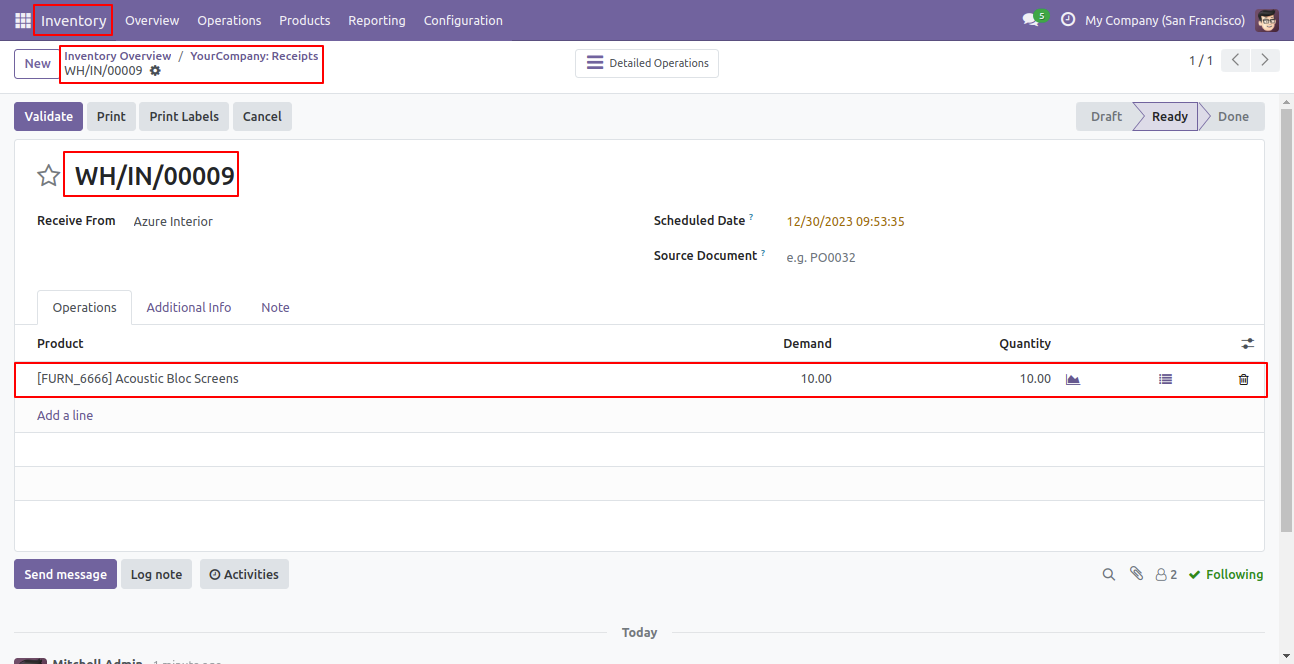 Inventory Overview Operations Products Reporting Configuration 5 My Company (San Francisco)
New Inventory Overview / YourCompany: Receipts
WH/IN/00009
Detailed Operations
1 / 1
Validate Print Print Labels Cancel Draft Ready Done
WH/IN/00009
Receive From Azure Interior Scheduled Date ? 12/30/2023 09:53:35
Source Document ? e.g. PO0032
Operations Additional Info Note
Product Demand Quantity
[FURN_6666] Acoustic Bloc Screens 10.00 10.00
Add a line
Send message Log note Activities 2 Following
Today
Mitchell Admin - 1 minute ago